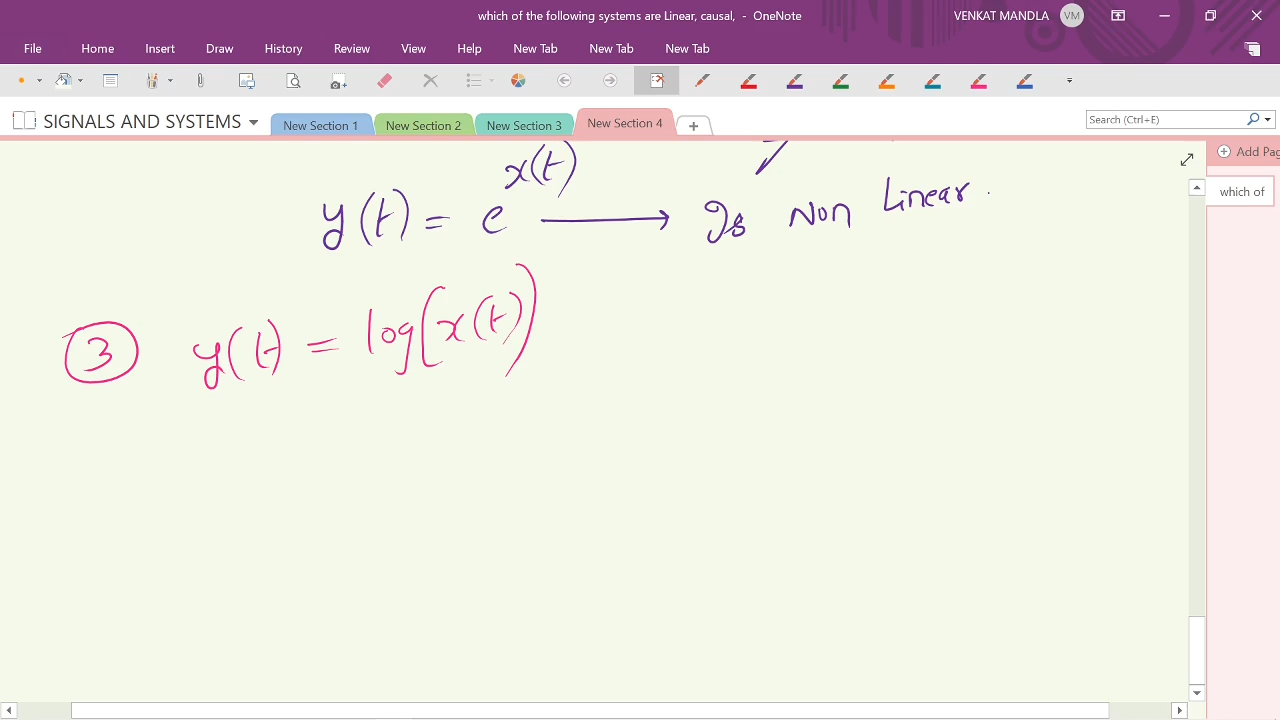 which of the following systems are Linear, causal, - OneNote
VENKAT MANDLA VM
File Home Insert Draw History Review View Help New Tab New Tab New Tab
SIGNALS AND SYSTEMS New Section 1 New Section 2 New Section 3 New Section 4 Search (Ctrl+E)
Add Pag
which of
y(t) = e^x(t) → Is Non Linear.
3 y(t) = log(x(t))